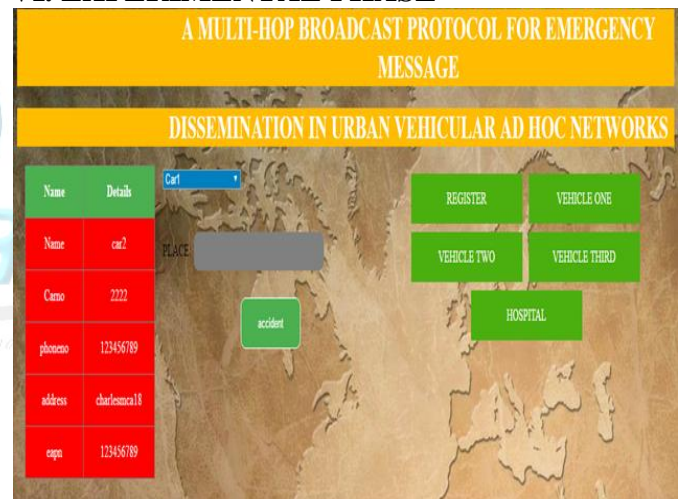 A MULTI-HOP BROADCAST PROTOCOL FOR EMERGENCY
MESSAGE
DISSEMINATION IN URBAN VEHICULAR AD HOC NETWORKS
Name Details
Name car2
Carno 2222
phoneno 123456789
address charlesmca18
eapn 123456789
Car1
PLACE
accident
REGISTER VEHICLE ONE
VEHICLE TWO VEHICLE THIRD
HOSPITAL